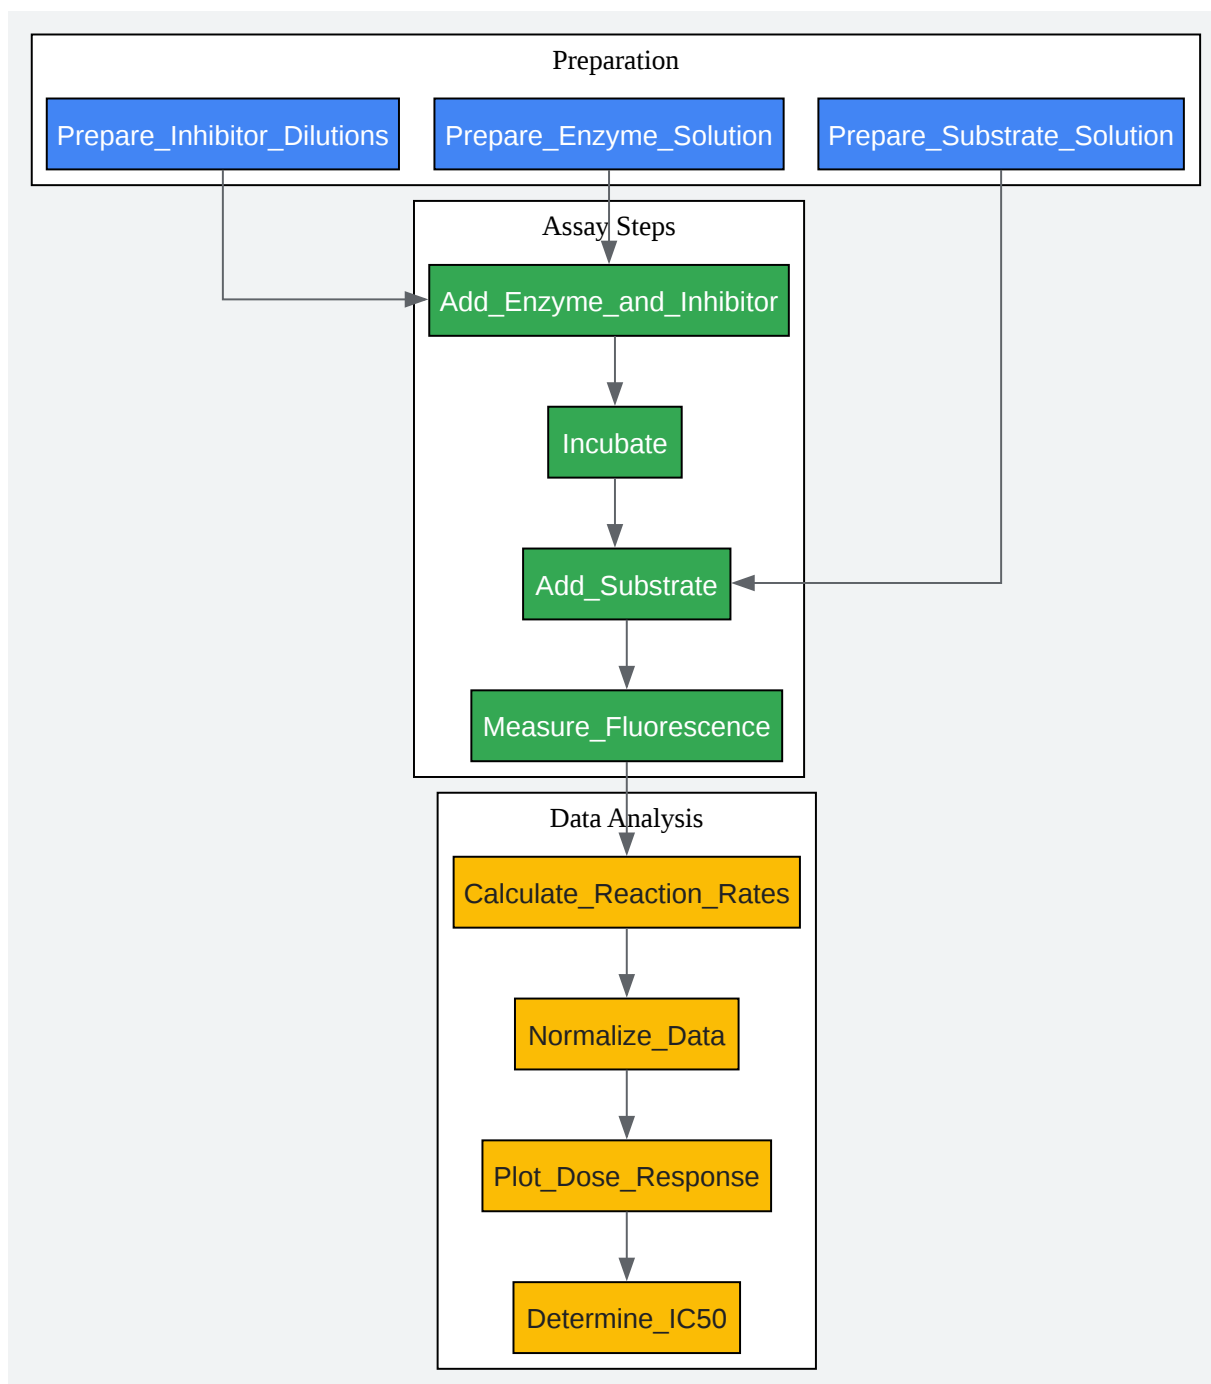 Preparation
Prepare_Inhibitor_Dilutions
Prepare_Enzyme_Solution
Prepare_Substrate_Solution
Assay Steps
Add_Enzyme_and_Inhibitor
Incubate
Add_Substrate
Measure_Fluorescence
Data Analysis
Calculate_Reaction_Rates
Normalize_Data
Plot_Dose_Response
Determine_IC50